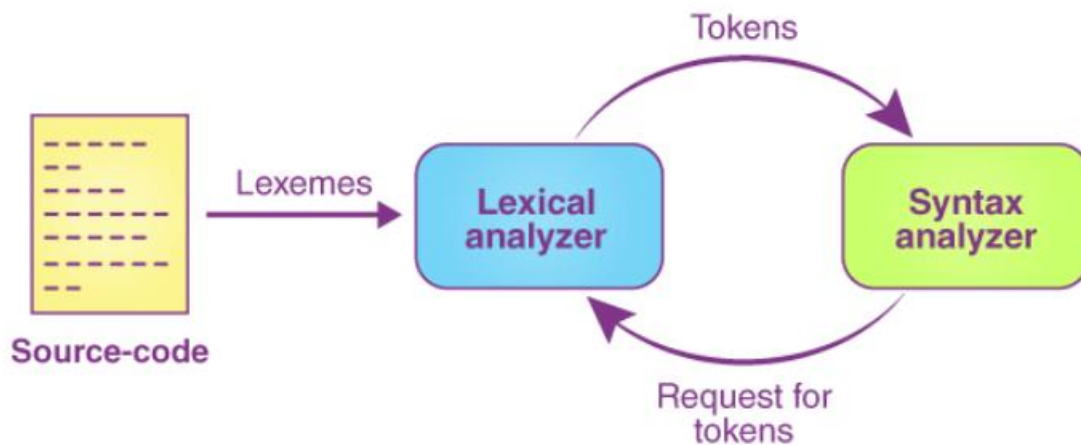 Tokens
Lexemes
Lexical
analyzer
Syntax
analyzer
Source-code
Request for
tokens